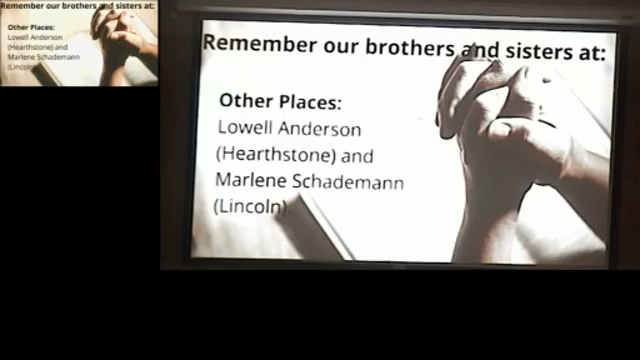 Remember our brothers and sisters at:
Other Places:
Lowell Anderson
(Hearthstone) and
Marlene Schademann
(Lincoln).
Remember our brothers and sisters at:
Other Places:
Lowell Anderson
(Hearthstone) and
Marlene Schademann
(Lincoln)